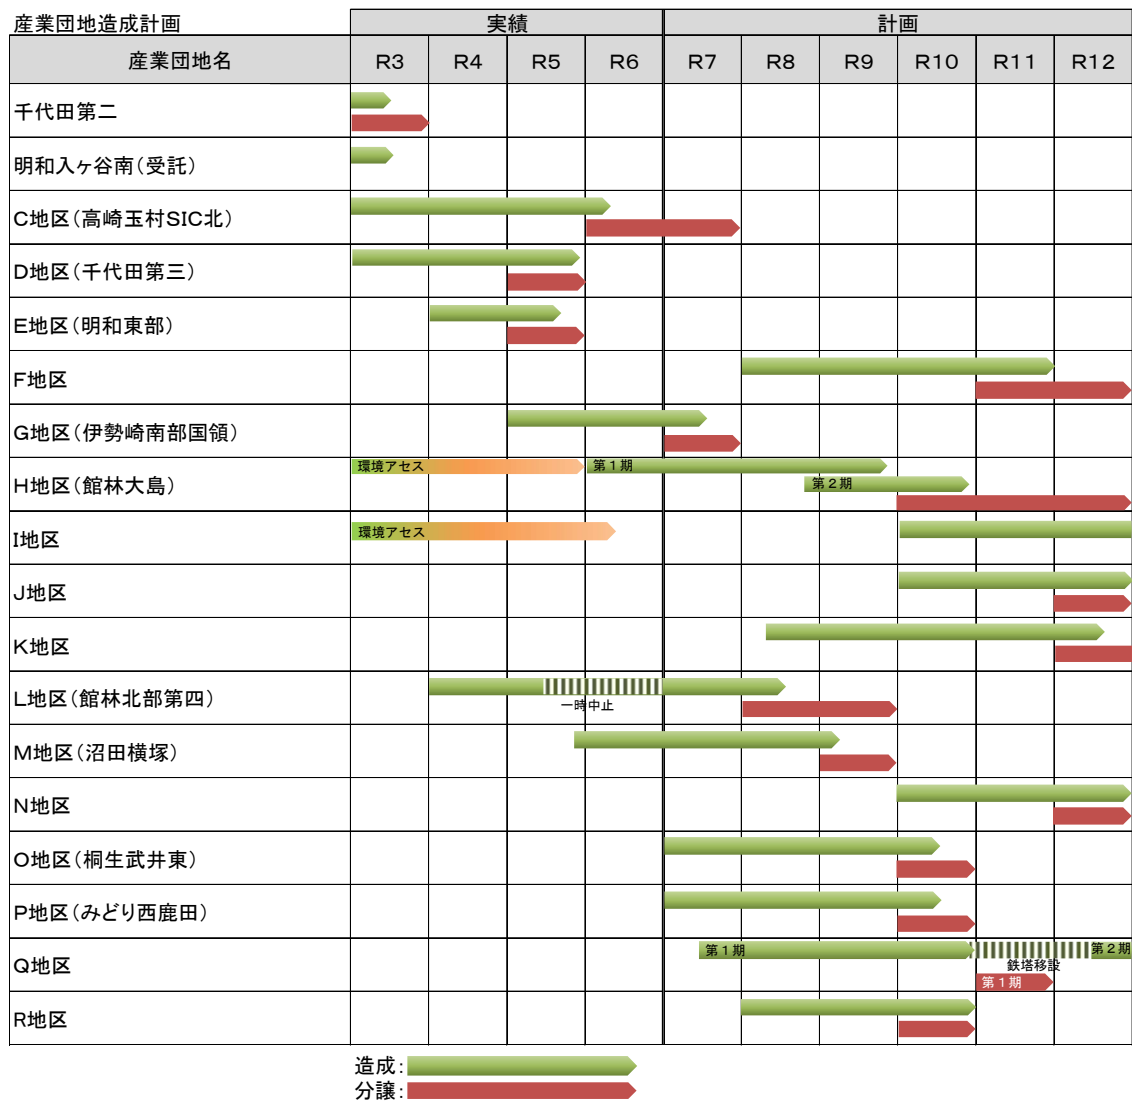 産業団地造成計画 実績 計画
産業団地名 R3 R4 R5 R6 R7 R8 R9 R10 R11 R12
千代田第二
明和入ヶ谷南(受託)
C地区(高崎玉村SIC北)
D地区(千代田第三)
E地区(明和東部)
F地区
G地区(伊勢崎南部国領)
環境アセス 第1期
H地区(館林大島) 第2期
I地区 環境アセス
J地区
K地区
L地区(館林北部第四)
一時中止
M地区(沼田横塚)
N地区
O地区(桐生武井東)
P地区(みどり西鹿田)
第1期 第2期
Q地区 鉄塔移設
第1期
R地区
造成:
分譲: